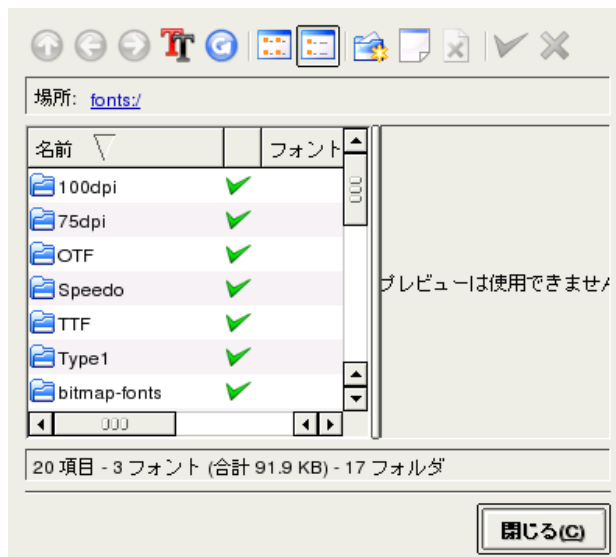 場所: fonts:/
名前 フォント
100dpi
75dpi
OTF
Speedo
TTF
Type1
bitmap-fonts
プレビューは使用できません
20 項目 - 3 フォント (合計 91.9 KB) - 17 フォルダ
閉じる(C)